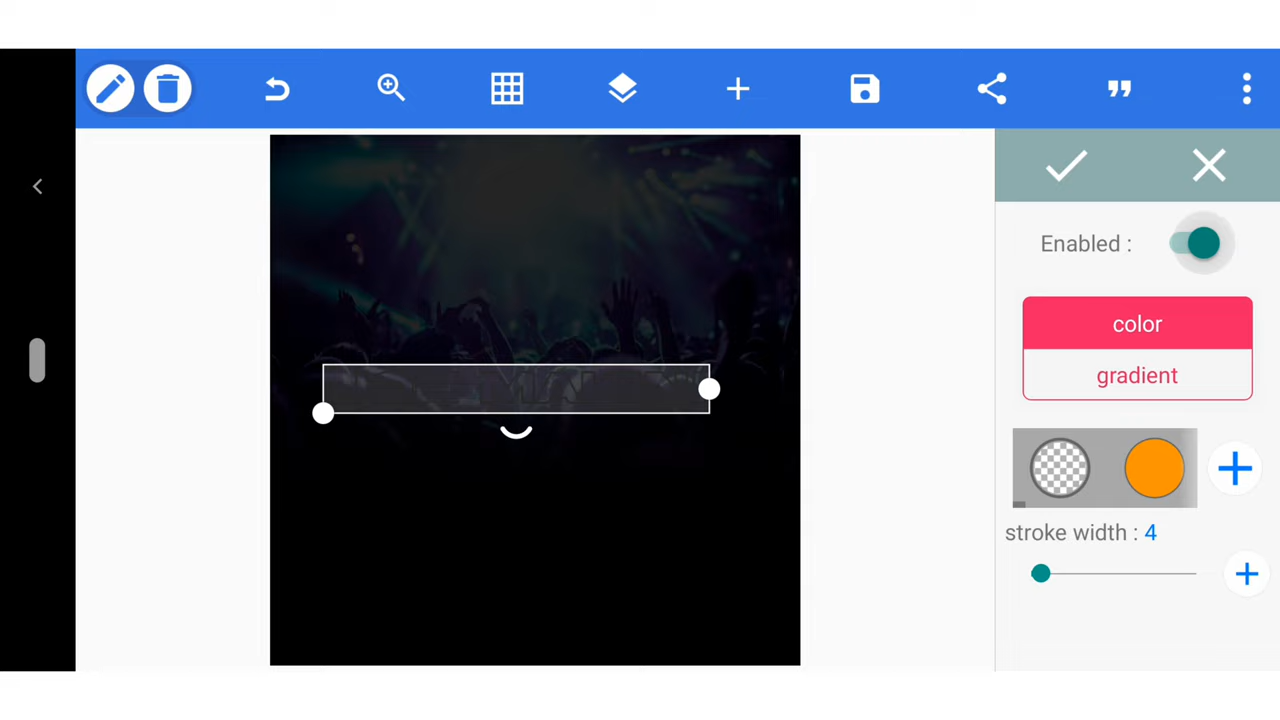 Enabled :
color
gradient
stroke width : 4